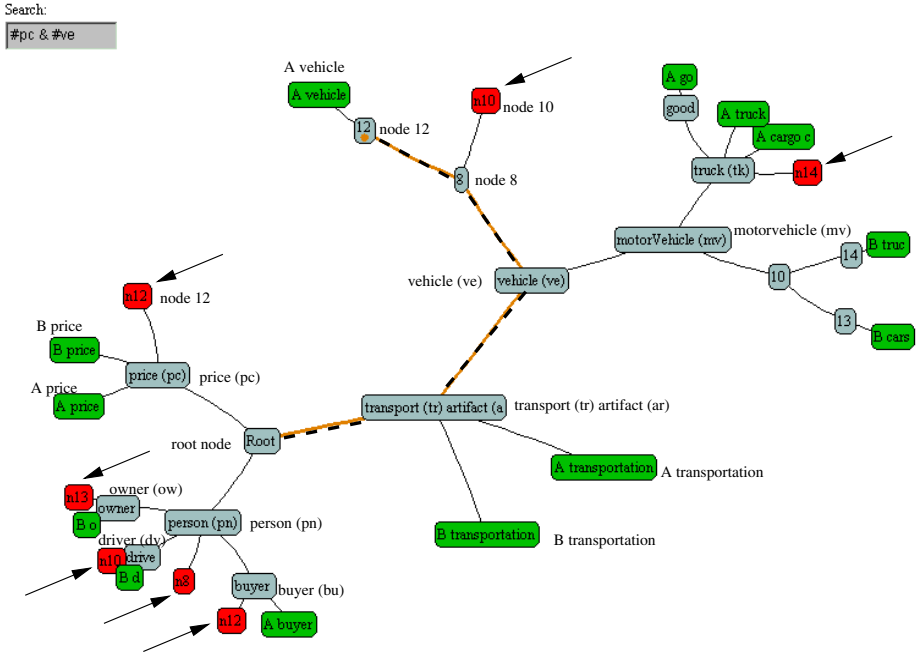 Search:
#pc & #ve
A vehicle
A vehicle
12
node 12
n10
node 10
8
node 8
A go
good
A truck
A cargo c
truck (tk)
n14
motorVehicle (mv)
motorvehicle (mv)
14
B truc
10
13
B cars
vehicle (ve)
vehicle (ve)
n12
node 12
B price
B price
price (pc)
price (pc)
A price
A price
transport (tr) artifact (a
transport (tr) artifact (ar)
root node
Root
A transportation
A transportation
B transportation
B transportation
n13
owner (ow)
owner
B o
person (pn)
person (pn)
driver (dv)
n10
drive
B d
n8
buyer
buyer (bu)
n12
A buyer